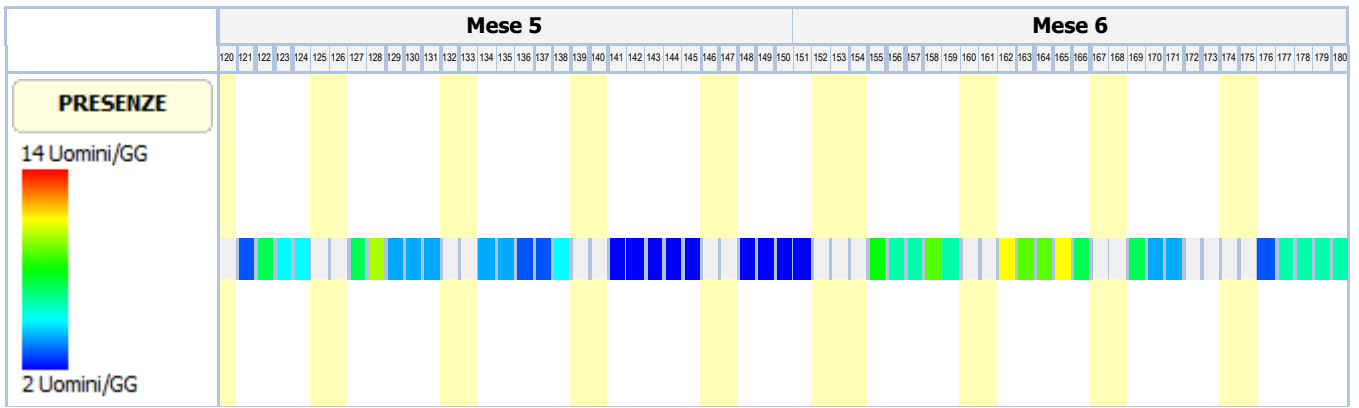 Mese 5 Mese 6
120 121 122 123 124 125 126 127 128 129 130 131 132 133 134 135 136 137 138 139 140 141 142 143 144 145 146 147 148 149 150 151 152 153 154 155 156 157 158 159 160 161 162 163 164 165 166 167 168 169 170 171 172 173 174 175 176 177 178 179 180
PRESENZE
14 Uomini/GG
2 Uomini/GG